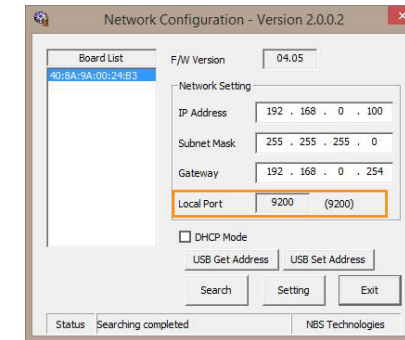 Network Configuration - Version 2.0.0.2
x
Board List
40:8A:9A:00:24:B3
F/W Version 04.05
Network Setting
IP Address 192 . 168 . 0 . 100
Subnet Mask 255 . 255 . 255 . 0
Gateway 192 . 168 . 0 . 254
Local Port 9200 (9200)
DHCP Mode
USB Get Address USB Set Address
Search Setting Exit
Status Searching completed NBS Technologies